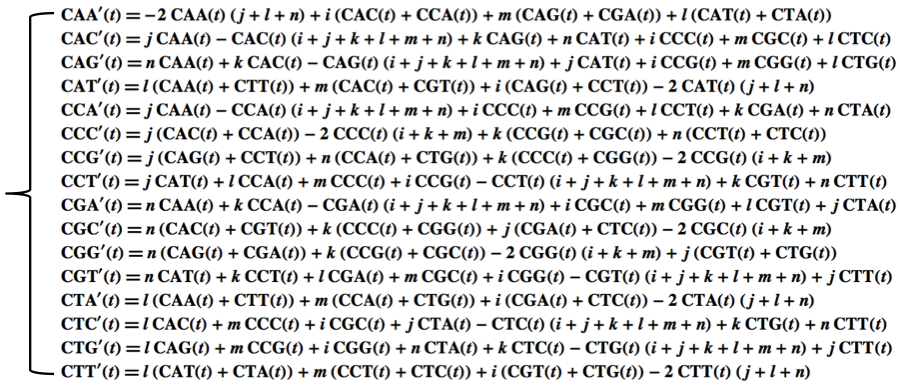 CAA′(t) = −2 CAA(t) (j + l + n) + i (CAC(t) + CCA(t)) + m (CAG(t) + CGA(t)) + l (CAT(t) + CTA(t))
CAC′(t) = j CAA(t) − CAC(t) (i + j + k + l + m + n) + k CAG(t) + n CAT(t) + i CCC(t) + m CGC(t) + l CTC(t)
CAG′(t) = n CAA(t) + k CAC(t) − CAG(t) (i + j + k + l + m + n) + j CAT(t) + i CCG(t) + m CGG(t) + l CTG(t)
CAT′(t) = l (CAA(t) + CTT(t)) + m (CAC(t) + CGT(t)) + i (CAG(t) + CCT(t)) − 2 CAT(t) (j + l + n)
CCA′(t) = j CAA(t) − CCA(t) (i + j + k + l + m + n) + i CCC(t) + m CCG(t) + l CCT(t) + k CGA(t) + n CTA(t)
CCC′(t) = j (CAC(t) + CCA(t)) − 2 CCC(t) (i + k + m) + k (CCG(t) + CGC(t)) + n (CCT(t) + CTC(t))
CCG′(t) = j (CAG(t) + CCT(t)) + n (CCA(t) + CTG(t)) + k (CCC(t) + CGG(t)) − 2 CCG(t) (i + k + m)
CCT′(t) = j CAT(t) + l CCA(t) + m CCC(t) + i CCG(t) − CCT(t) (i + j + k + l + m + n) + k CGT(t) + n CTT(t)
CGA′(t) = n CAA(t) + k CCA(t) − CGA(t) (i + j + k + l + m + n) + i CGC(t) + m CGG(t) + l CGT(t) + j CTA(t)
CGC′(t) = n (CAC(t) + CGT(t)) + k (CCC(t) + CGG(t)) + j (CGA(t) + CTC(t)) − 2 CGC(t) (i + k + m)
CGG′(t) = n (CAG(t) + CGA(t)) + k (CCG(t) + CGC(t)) − 2 CGG(t) (i + k + m) + j (CGT(t) + CTG(t))
CGT′(t) = n CAT(t) + k CCT(t) + l CGA(t) + m CGC(t) + i CGG(t) − CGT(t) (i + j + k + l + m + n) + j CTT(t)
CTA′(t) = l (CAA(t) + CTT(t)) + m (CCA(t) + CTG(t)) + i (CGA(t) + CTC(t)) − 2 CTA(t) (j + l + n)
CTC′(t) = l CAC(t) + m CCC(t) + i CGC(t) + j CTA(t) − CTC(t) (i + j + k + l + m + n) + k CTG(t) + n CTT(t)
CTG′(t) = l CAG(t) + m CCG(t) + i CGG(t) + n CTA(t) + k CTC(t) − CTG(t) (i + j + k + l + m + n) + j CTT(t)
CTT′(t) = l (CAT(t) + CTA(t)) + m (CCT(t) + CTC(t)) + i (CGT(t) + CTG(t)) − 2 CTT(t) (j + l + n)